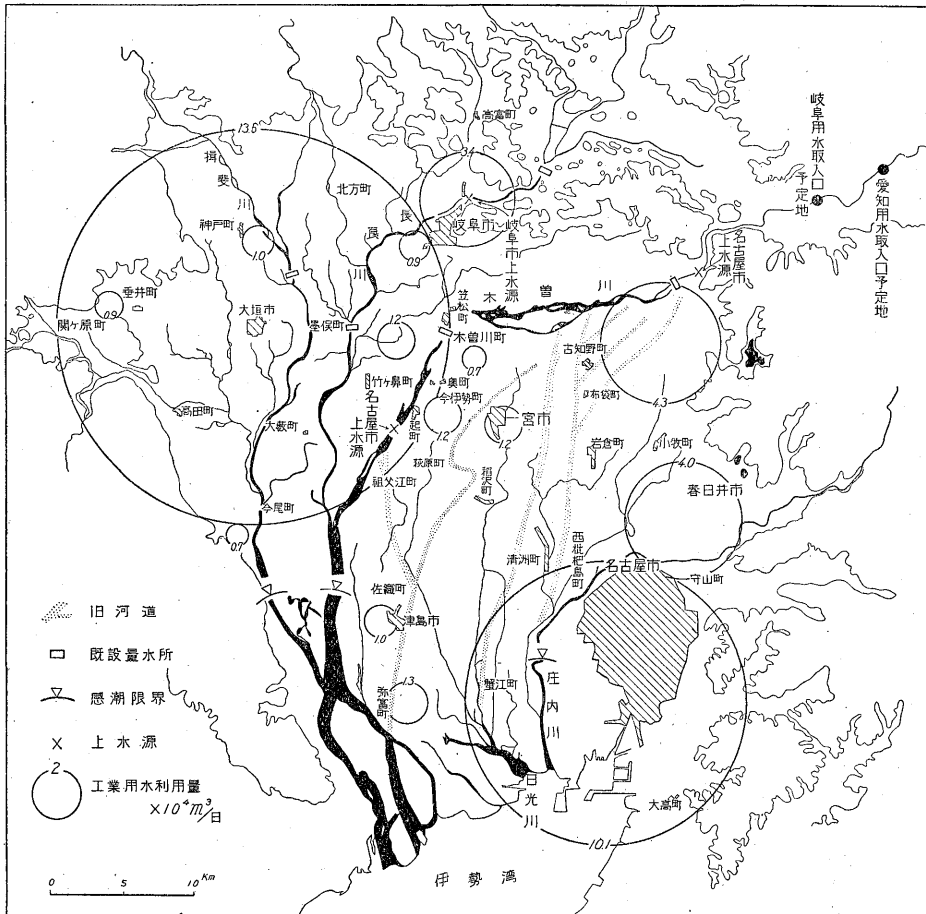 高富町
13.6
3.4
揖斐川
北方町
長良川
岐阜市
岐阜市上水源
岐阜用水取入口予定地
愛知用水取入口予定地
名古屋市上水源
神戸町
1.0
0.9
垂井町
0.9
関ヶ原町
大垣市
墨俣町
1.2
笠松町
木曽川
木曽川町
0.7
古知野町
布袋町
4.3
竹ヶ鼻町
奥町
今伊勢町
起町
1.2
一宮市
1.2
名古屋市上水源
高田町
大藪町
岩倉町
小牧町
4.0
春日井市
萩原町
祖父江町
稲沢町
今尾町
0.7
清洲町
西枇杷島町
名古屋市
守山町
佐織町
津島市
1.0
弥富町
1.3
蟹江町
庄内川
日光川
大高町
10.1
伊勢湾
旧河道
既設量水所
感潮限界
上水源
2
工業用水利用量
×10⁴m³/日
0 5 10 Km